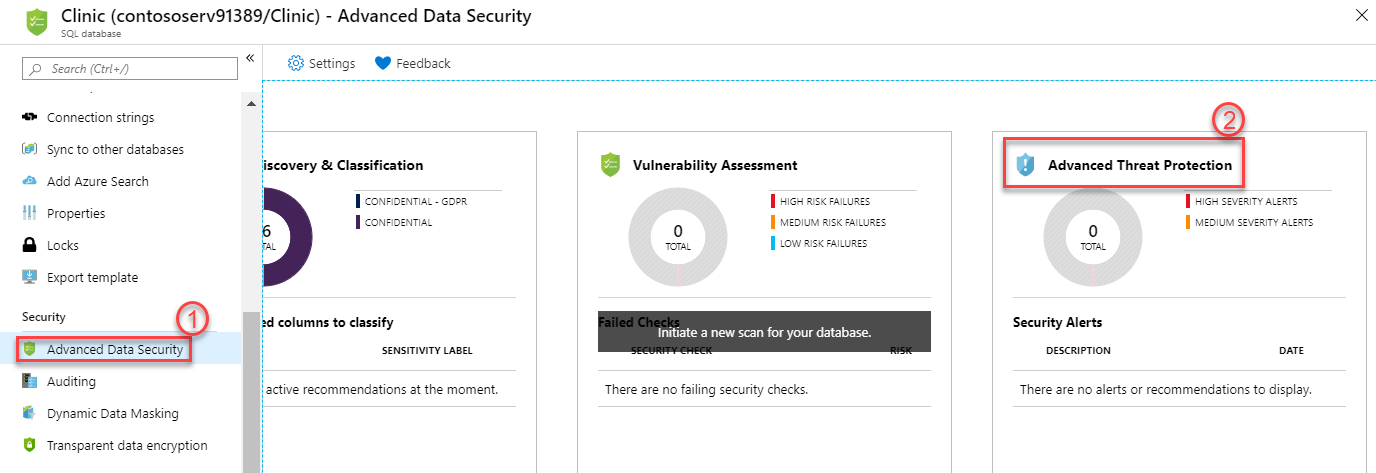 Clinic (contososerv91389/Clinic) - Advanced Data Security
SQL database
Search (Ctrl+/)
«
Connection strings
Sync to other databases
Add Azure Search
Properties
Locks
Export template
Security
1
Advanced Data Security
Auditing
Dynamic Data Masking
Transparent data encryption
Settings
Feedback
iscovery & Classification
CONFIDENTIAL - GDPR
CONFIDENTIAL
6
TAL
ed columns to classify
SENSITIVITY LABEL
active recommendations at the moment.
Vulnerability Assessment
0
TOTAL
HIGH RISK FAILURES
MEDIUM RISK FAILURES
LOW RISK FAILURES
Failed Checks
Initiate a new scan for your database.
SECURITY CHECK
RISK
There are no failing security checks.
2
Advanced Threat Protection
0
TOTAL
HIGH SEVERITY ALERTS
MEDIUM SEVERITY ALERTS
Security Alerts
DESCRIPTION
DATE
There are no alerts or recommendations to display.